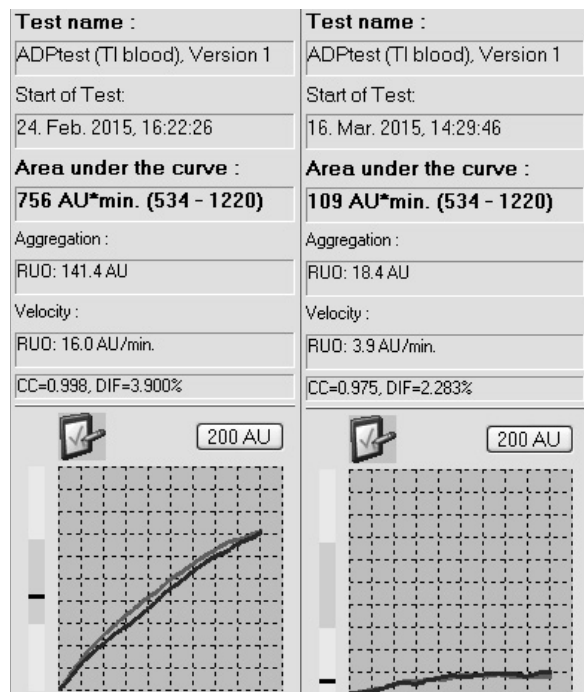 Test name :
ADPtest (TI blood), Version 1
Start of Test:
24. Feb. 2015, 16:22:26
Area under the curve :
756 AU*min. (534 - 1220)
Aggregation :
RUO: 141.4 AU
Velocity :
RUO: 16.0 AU/min.
CC=0.998, DIF=3.900%
200 AU
Test name :
ADPtest (TI blood), Version 1
Start of Test:
16. Mar. 2015, 14:29:46
Area under the curve :
109 AU*min. (534 - 1220)
Aggregation :
RUO: 18.4 AU
Velocity :
RUO: 3.9 AU/min.
CC=0.975, DIF=2.283%
200 AU